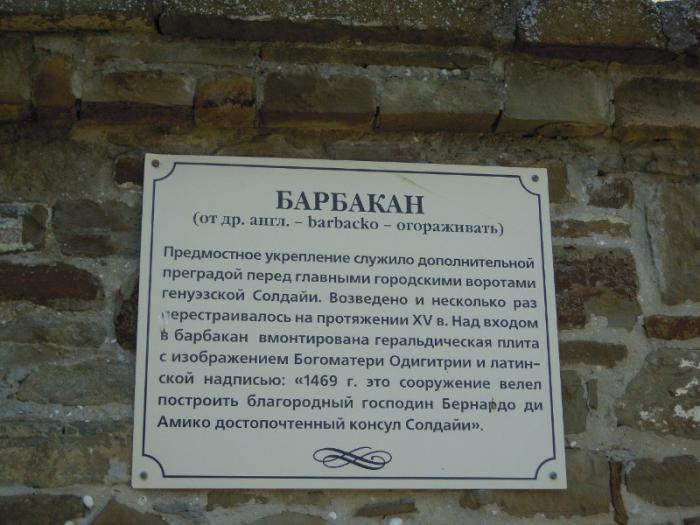 БАРБАКАН
(от др. англ. – barbacko – огораживать)
Предмостное укрепление служило дополнительной
преградой перед главными городскими воротами
генуэзской Солдайи. Возведено и несколько раз
перестраивалось на протяжении XV в. Над входом
в барбакан вмонтирована геральдическая плита
с изображением Богоматери Одигитрии и латин-
ской надписью: «1469 г. это сооружение велел
построить благородный господин Бернардо ди
Амико достопочтенный консул Солдайи».